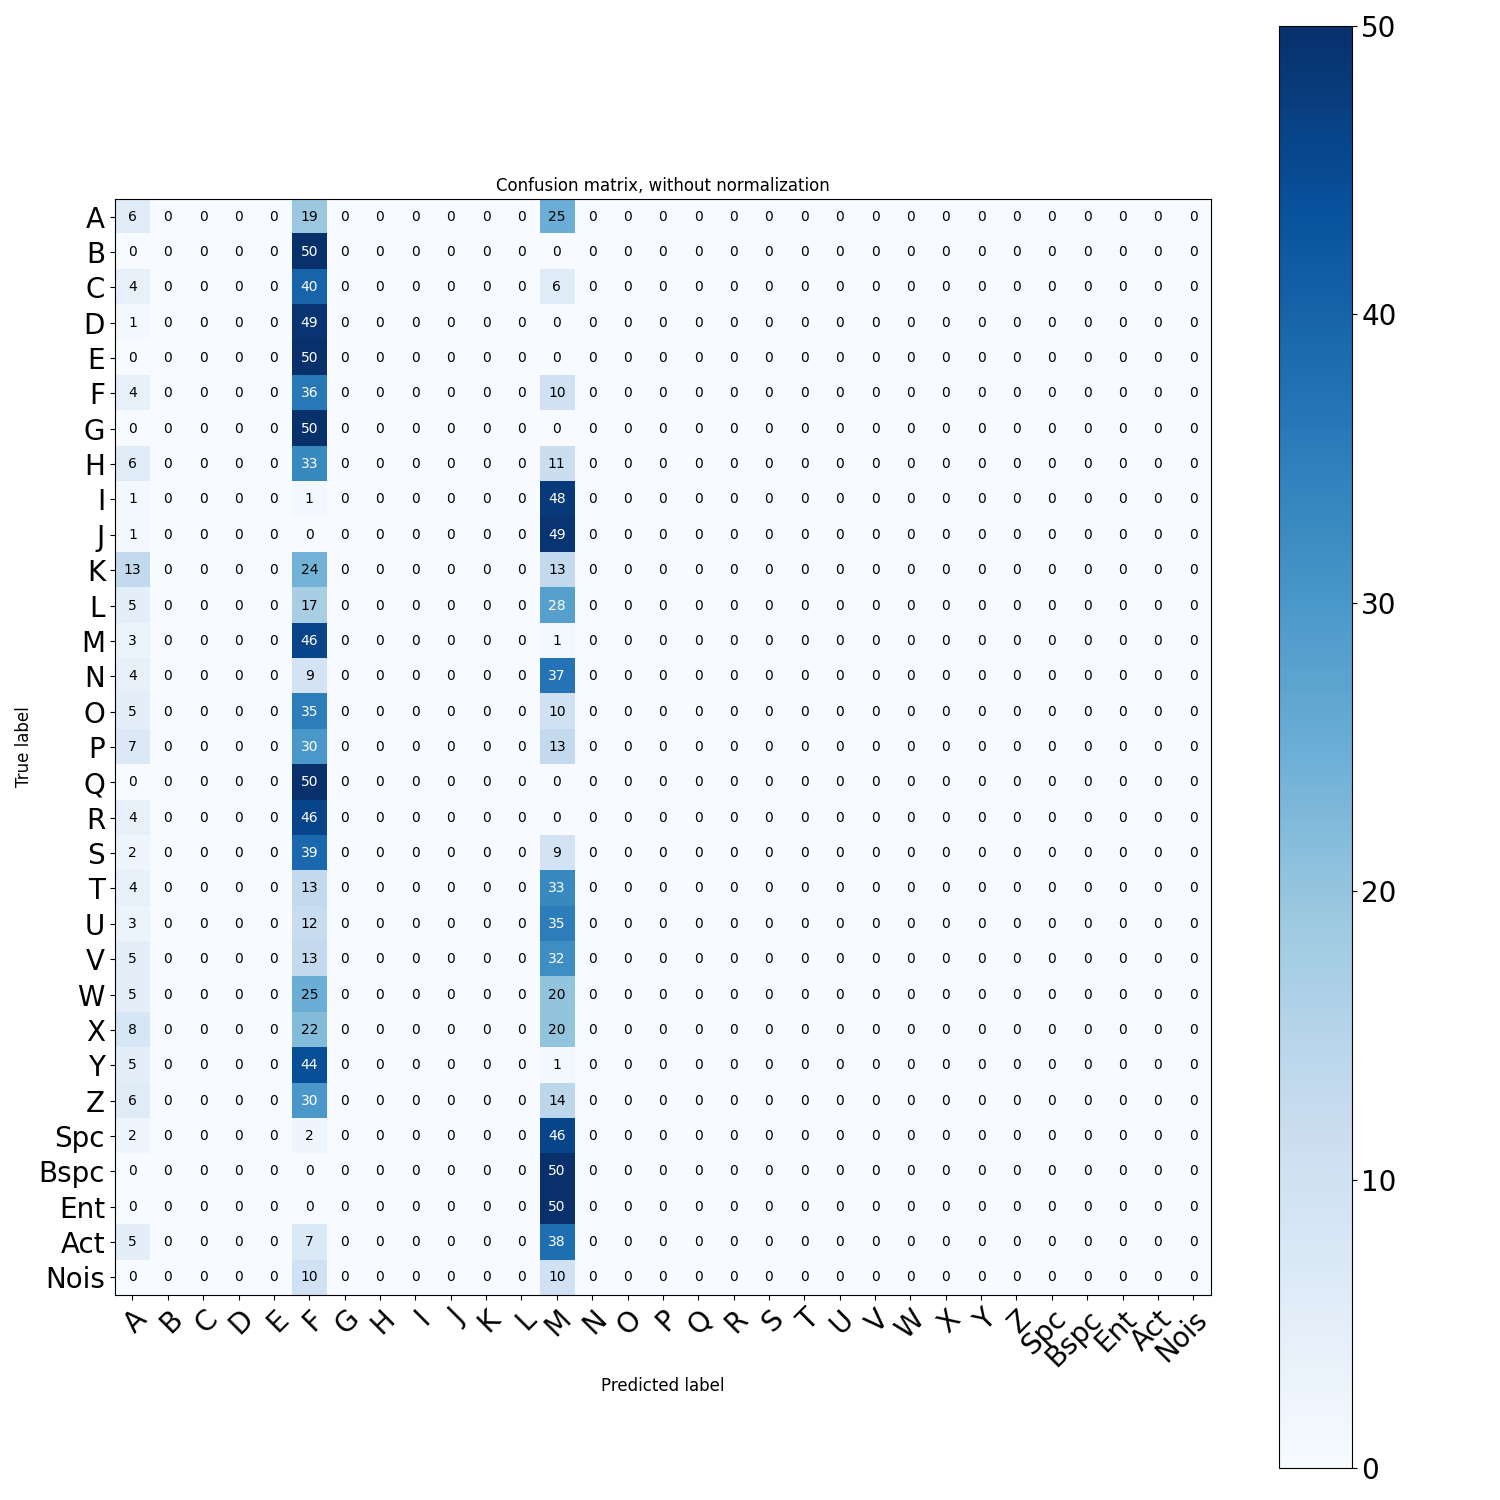 Confusion matrix, without normalization
A 6 0 0 0 0 19 0 0 0 0 0 0 25 0 0 0 0 0 0 0 0 0 0 0 0 0 0 0 0 0 0
B 0 0 0 0 0 50 0 0 0 0 0 0 0 0 0 0 0 0 0 0 0 0 0 0 0 0 0 0 0 0 0
C 4 0 0 0 0 40 0 0 0 0 0 0 6 0 0 0 0 0 0 0 0 0 0 0 0 0 0 0 0 0 0
D 1 0 0 0 0 49 0 0 0 0 0 0 0 0 0 0 0 0 0 0 0 0 0 0 0 0 0 0 0 0 0
E 0 0 0 0 0 50 0 0 0 0 0 0 0 0 0 0 0 0 0 0 0 0 0 0 0 0 0 0 0 0 0
F 4 0 0 0 0 36 0 0 0 0 0 0 10 0 0 0 0 0 0 0 0 0 0 0 0 0 0 0 0 0 0
G 0 0 0 0 0 50 0 0 0 0 0 0 0 0 0 0 0 0 0 0 0 0 0 0 0 0 0 0 0 0 0
H 6 0 0 0 0 33 0 0 0 0 0 0 11 0 0 0 0 0 0 0 0 0 0 0 0 0 0 0 0 0 0
I 1 0 0 0 0 1 0 0 0 0 0 0 48 0 0 0 0 0 0 0 0 0 0 0 0 0 0 0 0 0 0
J 1 0 0 0 0 0 0 0 0 0 0 0 49 0 0 0 0 0 0 0 0 0 0 0 0 0 0 0 0 0 0
K 13 0 0 0 0 24 0 0 0 0 0 0 13 0 0 0 0 0 0 0 0 0 0 0 0 0 0 0 0 0 0
L 5 0 0 0 0 17 0 0 0 0 0 0 28 0 0 0 0 0 0 0 0 0 0 0 0 0 0 0 0 0 0
M 3 0 0 0 0 46 0 0 0 0 0 0 1 0 0 0 0 0 0 0 0 0 0 0 0 0 0 0 0 0 0
N 4 0 0 0 0 9 0 0 0 0 0 0 37 0 0 0 0 0 0 0 0 0 0 0 0 0 0 0 0 0 0
O 5 0 0 0 0 35 0 0 0 0 0 0 10 0 0 0 0 0 0 0 0 0 0 0 0 0 0 0 0 0 0
P 7 0 0 0 0 30 0 0 0 0 0 0 13 0 0 0 0 0 0 0 0 0 0 0 0 0 0 0 0 0 0
Q 0 0 0 0 0 50 0 0 0 0 0 0 0 0 0 0 0 0 0 0 0 0 0 0 0 0 0 0 0 0 0
R 4 0 0 0 0 46 0 0 0 0 0 0 0 0 0 0 0 0 0 0 0 0 0 0 0 0 0 0 0 0 0
S 2 0 0 0 0 39 0 0 0 0 0 0 9 0 0 0 0 0 0 0 0 0 0 0 0 0 0 0 0 0 0
T 4 0 0 0 0 13 0 0 0 0 0 0 33 0 0 0 0 0 0 0 0 0 0 0 0 0 0 0 0 0 0
U 3 0 0 0 0 12 0 0 0 0 0 0 35 0 0 0 0 0 0 0 0 0 0 0 0 0 0 0 0 0 0
V 5 0 0 0 0 13 0 0 0 0 0 0 32 0 0 0 0 0 0 0 0 0 0 0 0 0 0 0 0 0 0
W 5 0 0 0 0 25 0 0 0 0 0 0 20 0 0 0 0 0 0 0 0 0 0 0 0 0 0 0 0 0 0
X 8 0 0 0 0 22 0 0 0 0 0 0 20 0 0 0 0 0 0 0 0 0 0 0 0 0 0 0 0 0 0
Y 5 0 0 0 0 44 0 0 0 0 0 0 1 0 0 0 0 0 0 0 0 0 0 0 0 0 0 0 0 0 0
Z 6 0 0 0 0 30 0 0 0 0 0 0 14 0 0 0 0 0 0 0 0 0 0 0 0 0 0 0 0 0 0
Spc 2 0 0 0 0 2 0 0 0 0 0 0 46 0 0 0 0 0 0 0 0 0 0 0 0 0 0 0 0 0 0
Bspc 0 0 0 0 0 0 0 0 0 0 0 0 50 0 0 0 0 0 0 0 0 0 0 0 0 0 0 0 0 0 0
Ent 0 0 0 0 0 0 0 0 0 0 0 0 50 0 0 0 0 0 0 0 0 0 0 0 0 0 0 0 0 0 0
Act 5 0 0 0 0 7 0 0 0 0 0 0 38 0 0 0 0 0 0 0 0 0 0 0 0 0 0 0 0 0 0
Nois 0 0 0 0 0 10 0 0 0 0 0 0 10 0 0 0 0 0 0 0 0 0 0 0 0 0 0 0 0 0 0
A B C D E F G H I J K L M N O P Q R S T U V W X Y Z Spc Bspc Ent Act Nois
Predicted label
True label
50
40
30
20
10
0